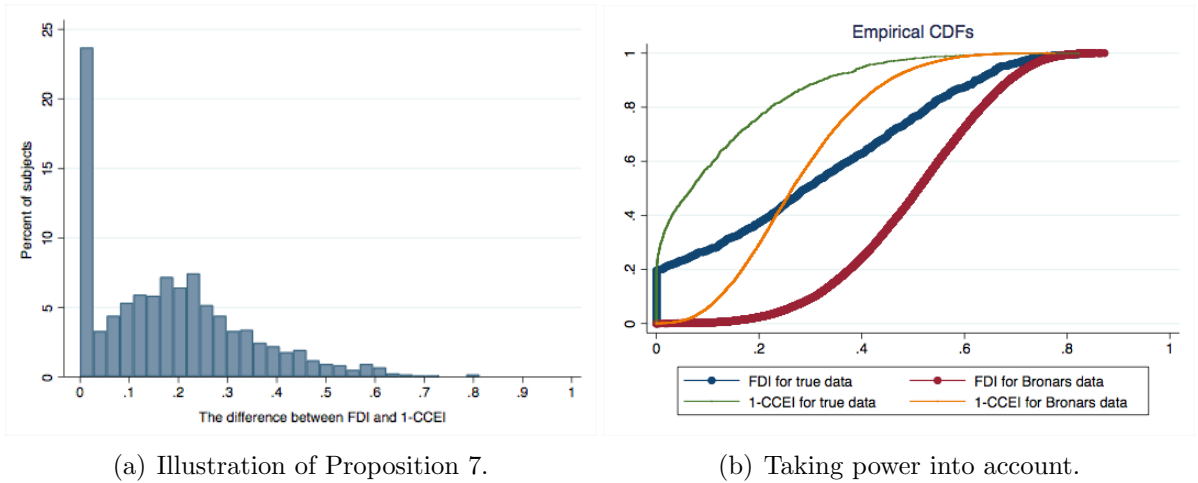 25
20
15
10
5
0
Percent of subjects
0 .1 .2 .3 .4 .5 .6 .7 .8 .9 1
The difference between FDI and 1-CCEI
(a) Illustration of Proposition 7.
Empirical CDFs
1
.8
.6
.4
.2
0
0 .2 .4 .6 .8 1
FDI for true data FDI for Bronars data
1-CCEI for true data 1-CCEI for Bronars data
(b) Taking power into account.